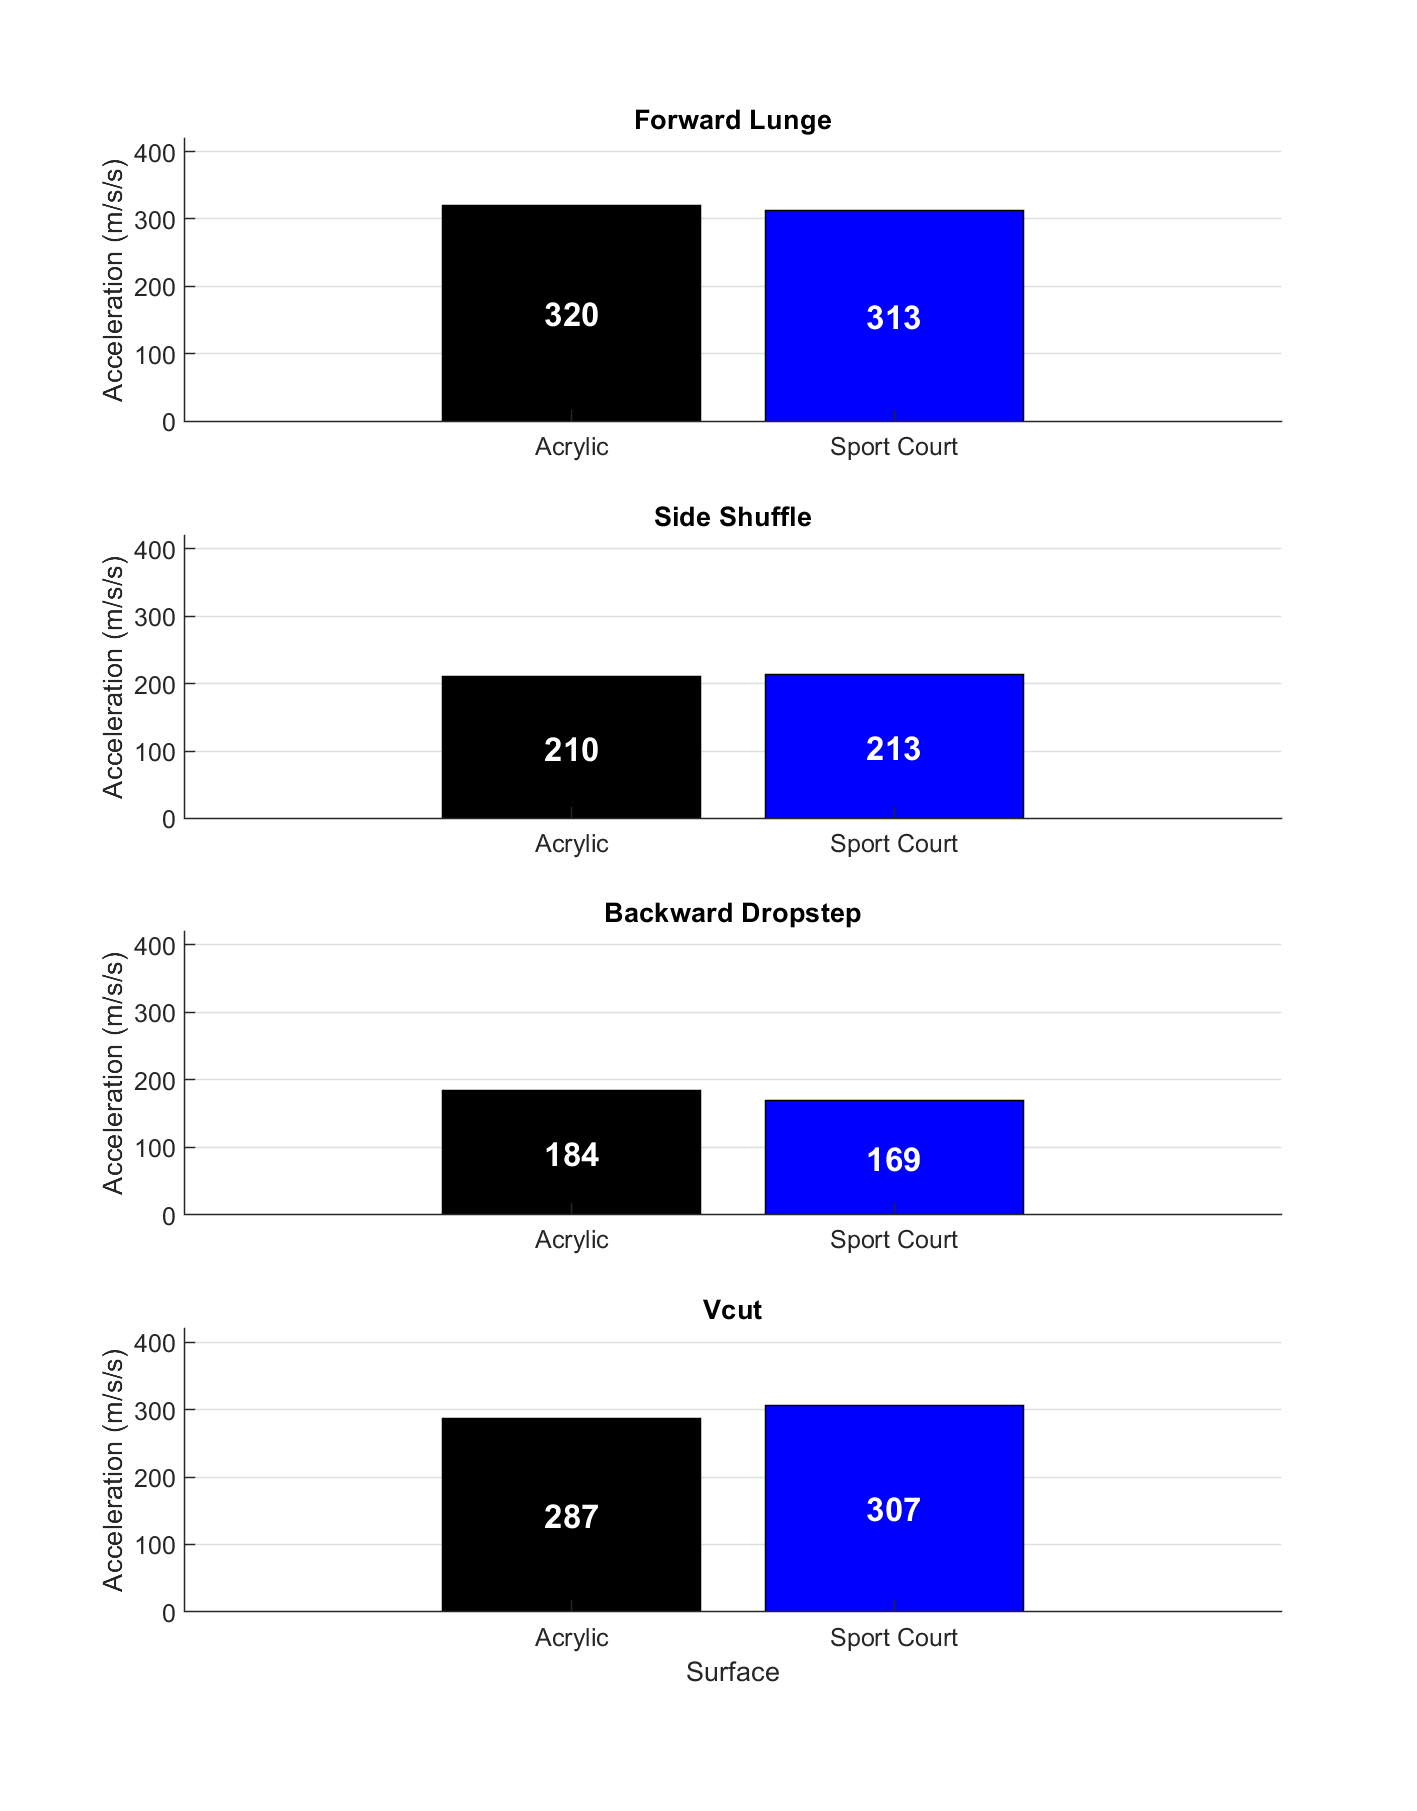 Forward Lunge
Acceleration (m/s/s)
400
300
200
100
0
320
313
Acrylic
Sport Court
Side Shuffle
Acceleration (m/s/s)
400
300
200
100
0
210
213
Acrylic
Sport Court
Backward Dropstep
Acceleration (m/s/s)
400
300
200
100
0
184
169
Acrylic
Sport Court
Vcut
Acceleration (m/s/s)
400
300
200
100
0
287
307
Acrylic
Sport Court
Surface